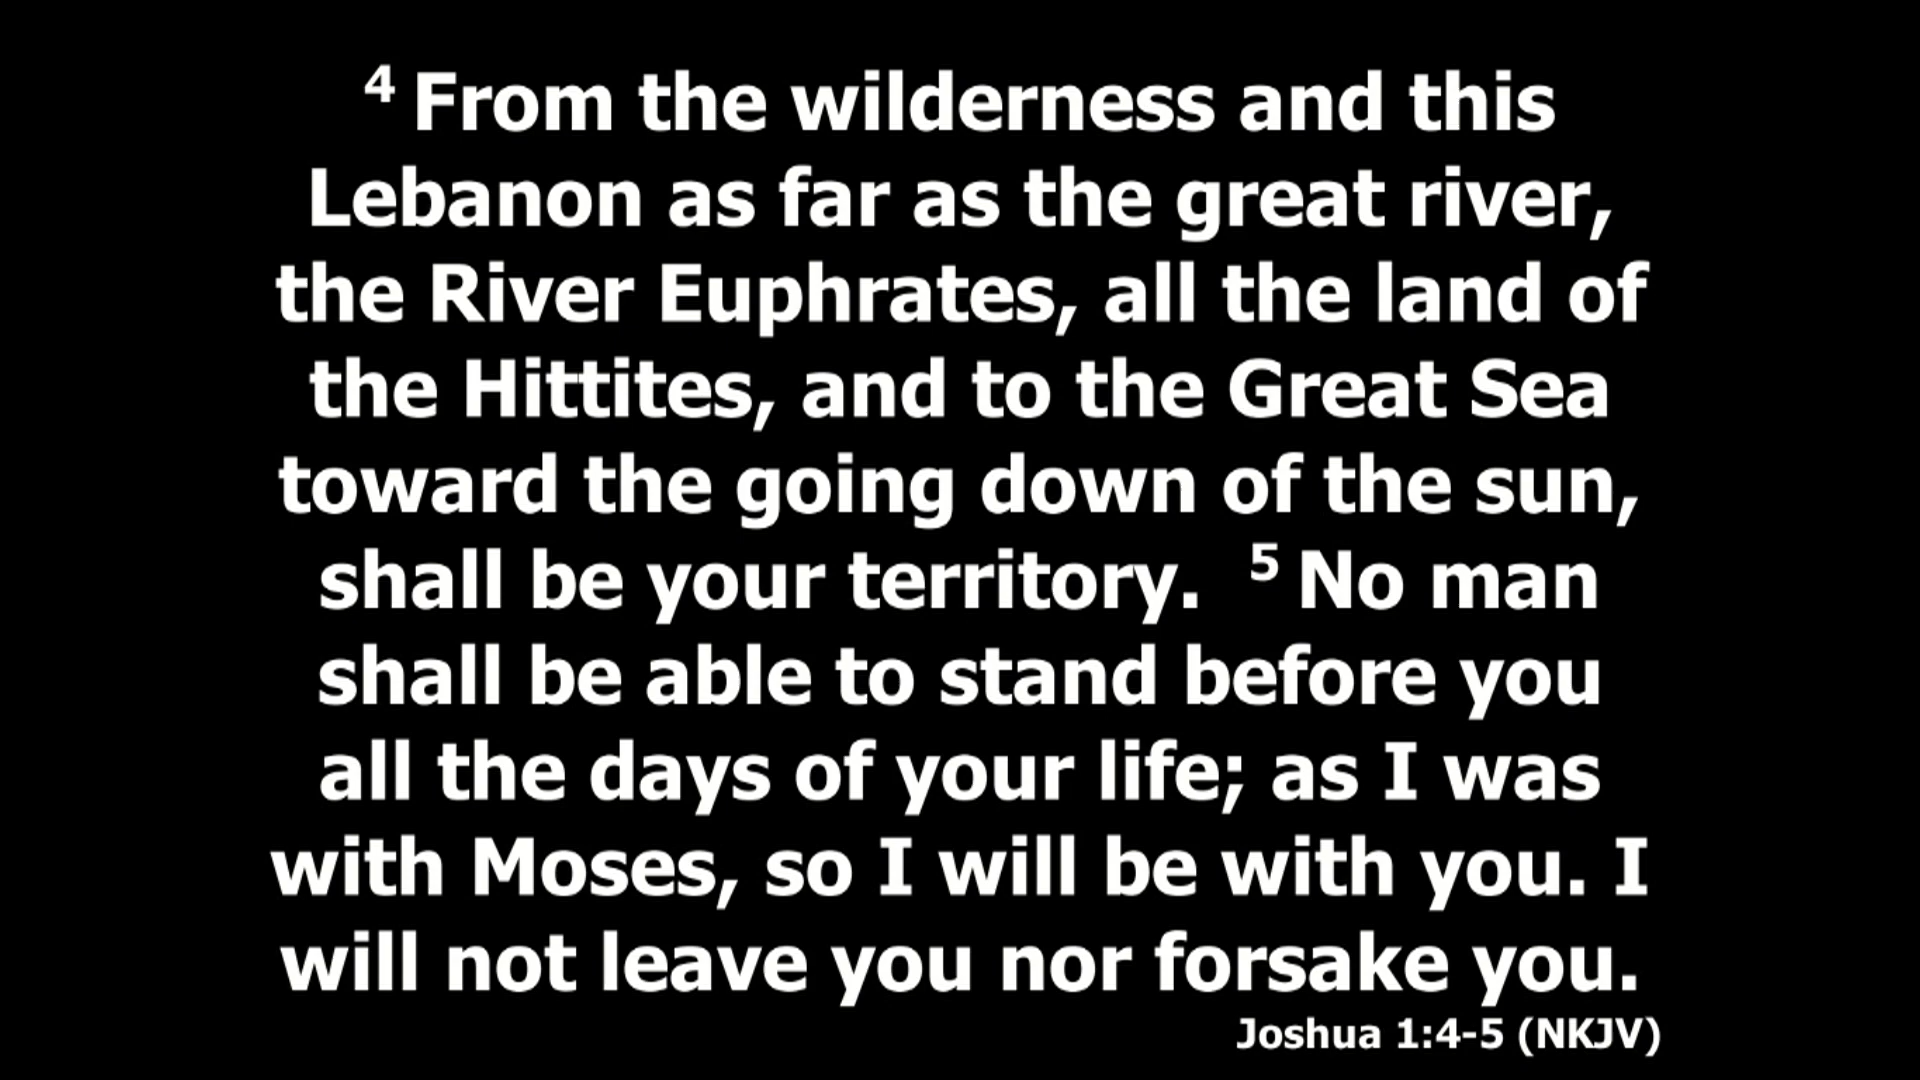 4 From the wilderness and this
Lebanon as far as the great river,
the River Euphrates, all the land of
the Hittites, and to the Great Sea
toward the going down of the sun,
shall be your territory. 5 No man
shall be able to stand before you
all the days of your life; as I was
with Moses, so I will be with you. I
will not leave you nor forsake you.
Joshua 1:4-5 (NKJV)